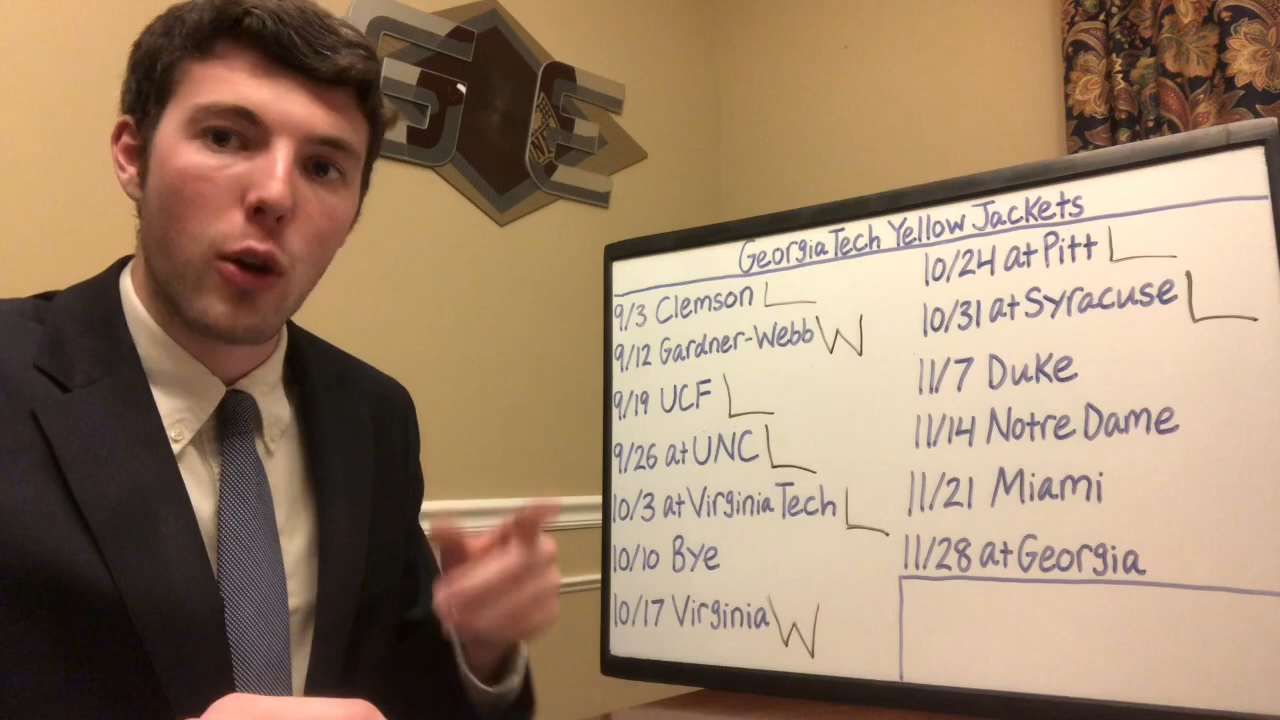 Georgia Tech Yellow Jackets
9/3 Clemson L
9/12 Gardner-Webb W
9/19 UCF L
9/26 at UNC L
10/3 at Virginia Tech L
10/10 Bye
10/17 Virginia W
10/24 at Pitt L
10/31 at Syracuse L
11/7 Duke
11/14 Notre Dame
11/21 Miami
11/28 at Georgia